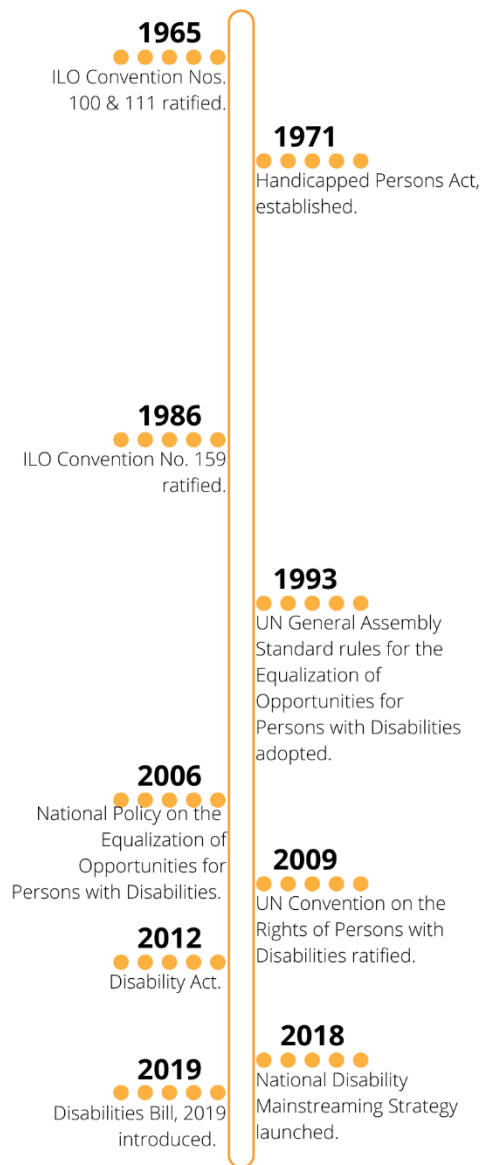 1965
ILO Convention Nos.
100 & 111 ratified.
1971
Handicapped Persons Act,
established.
1986
ILO Convention No. 159
ratified.
1993
UN General Assembly
Standard rules for the
Equalization of
Opportunities for
Persons with Disabilities
adopted.
2006
National Policy on the
Equalization of
Opportunities for
Persons with Disabilities.
2009
UN Convention on the
Rights of Persons with
Disabilities ratified.
2012
Disability Act.
2018
National Disability
Mainstreaming Strategy
launched.
2019
Disabilities Bill, 2019
introduced.